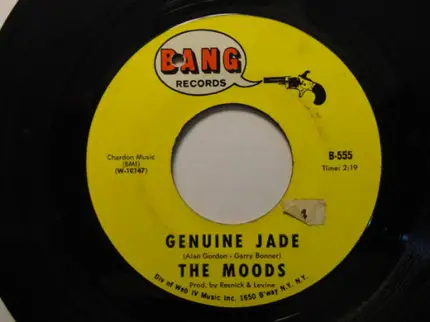 BANG
RECORDS
Chardon Music
(BMI)
(W-10747)
B-555
Time: 2:19
GENUINE JADE
(Alan Gordon - Garry Bonner)
THE MOODS
Prod. by Resnick & Levine
Div of Web IV Music Inc. 1650 B'way N.Y. N.Y.